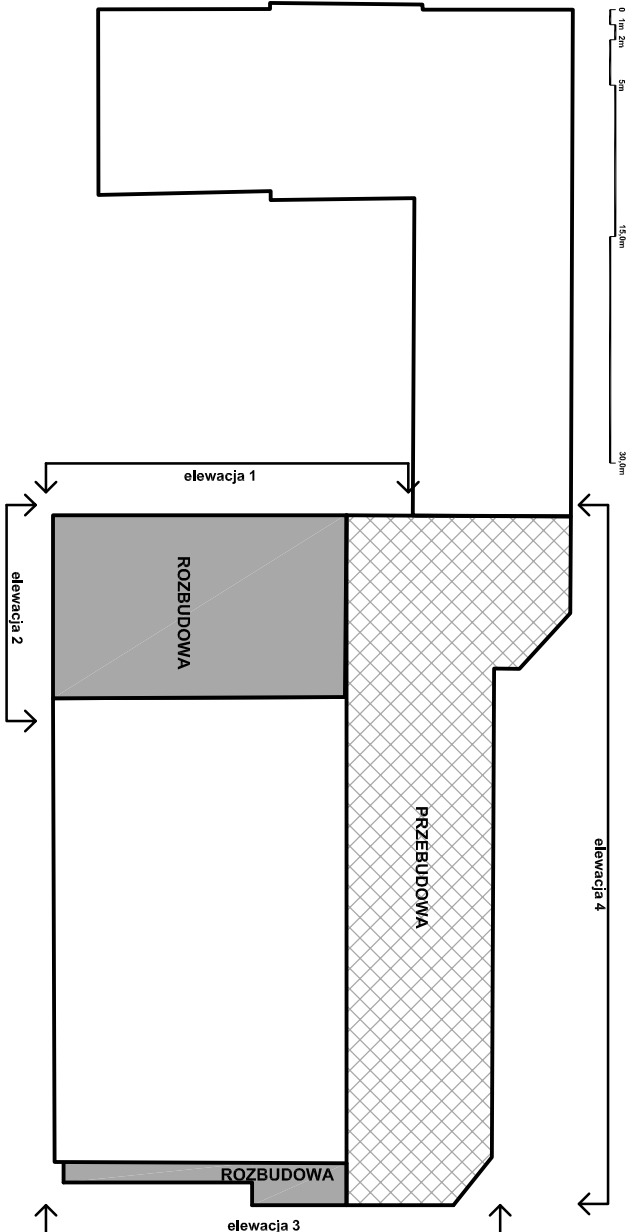 0
1m
2m
5m
15,0m
30,0m
elewacja 1
elewacja 2
ROZBUDOWA
PRZEBUDOWA
elewacja 4
ROZBUDOWA
elewacja 3